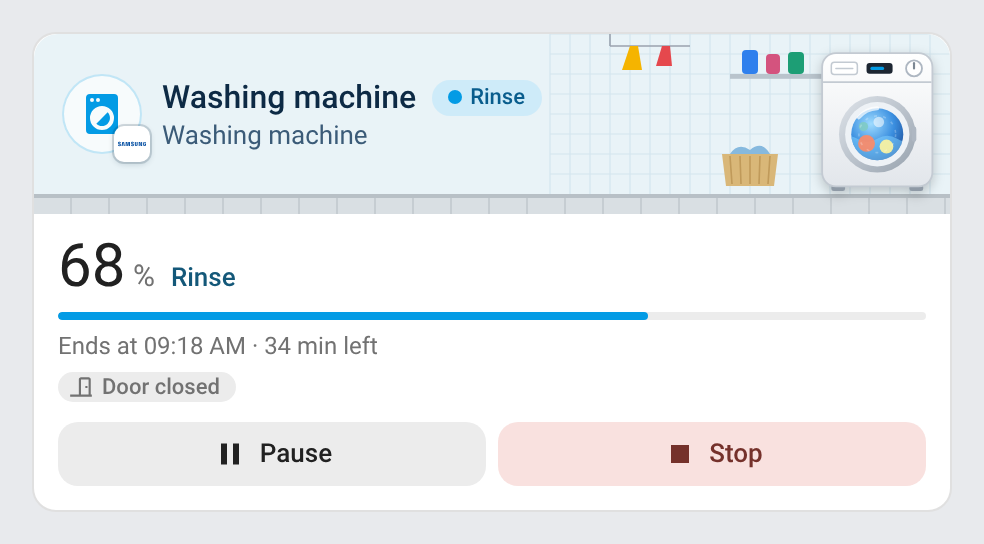 Washing machine
Rinse
Washing machine
SAMSUNG
68 % Rinse
Ends at 09:18 AM · 34 min left
Door closed
Pause
Stop